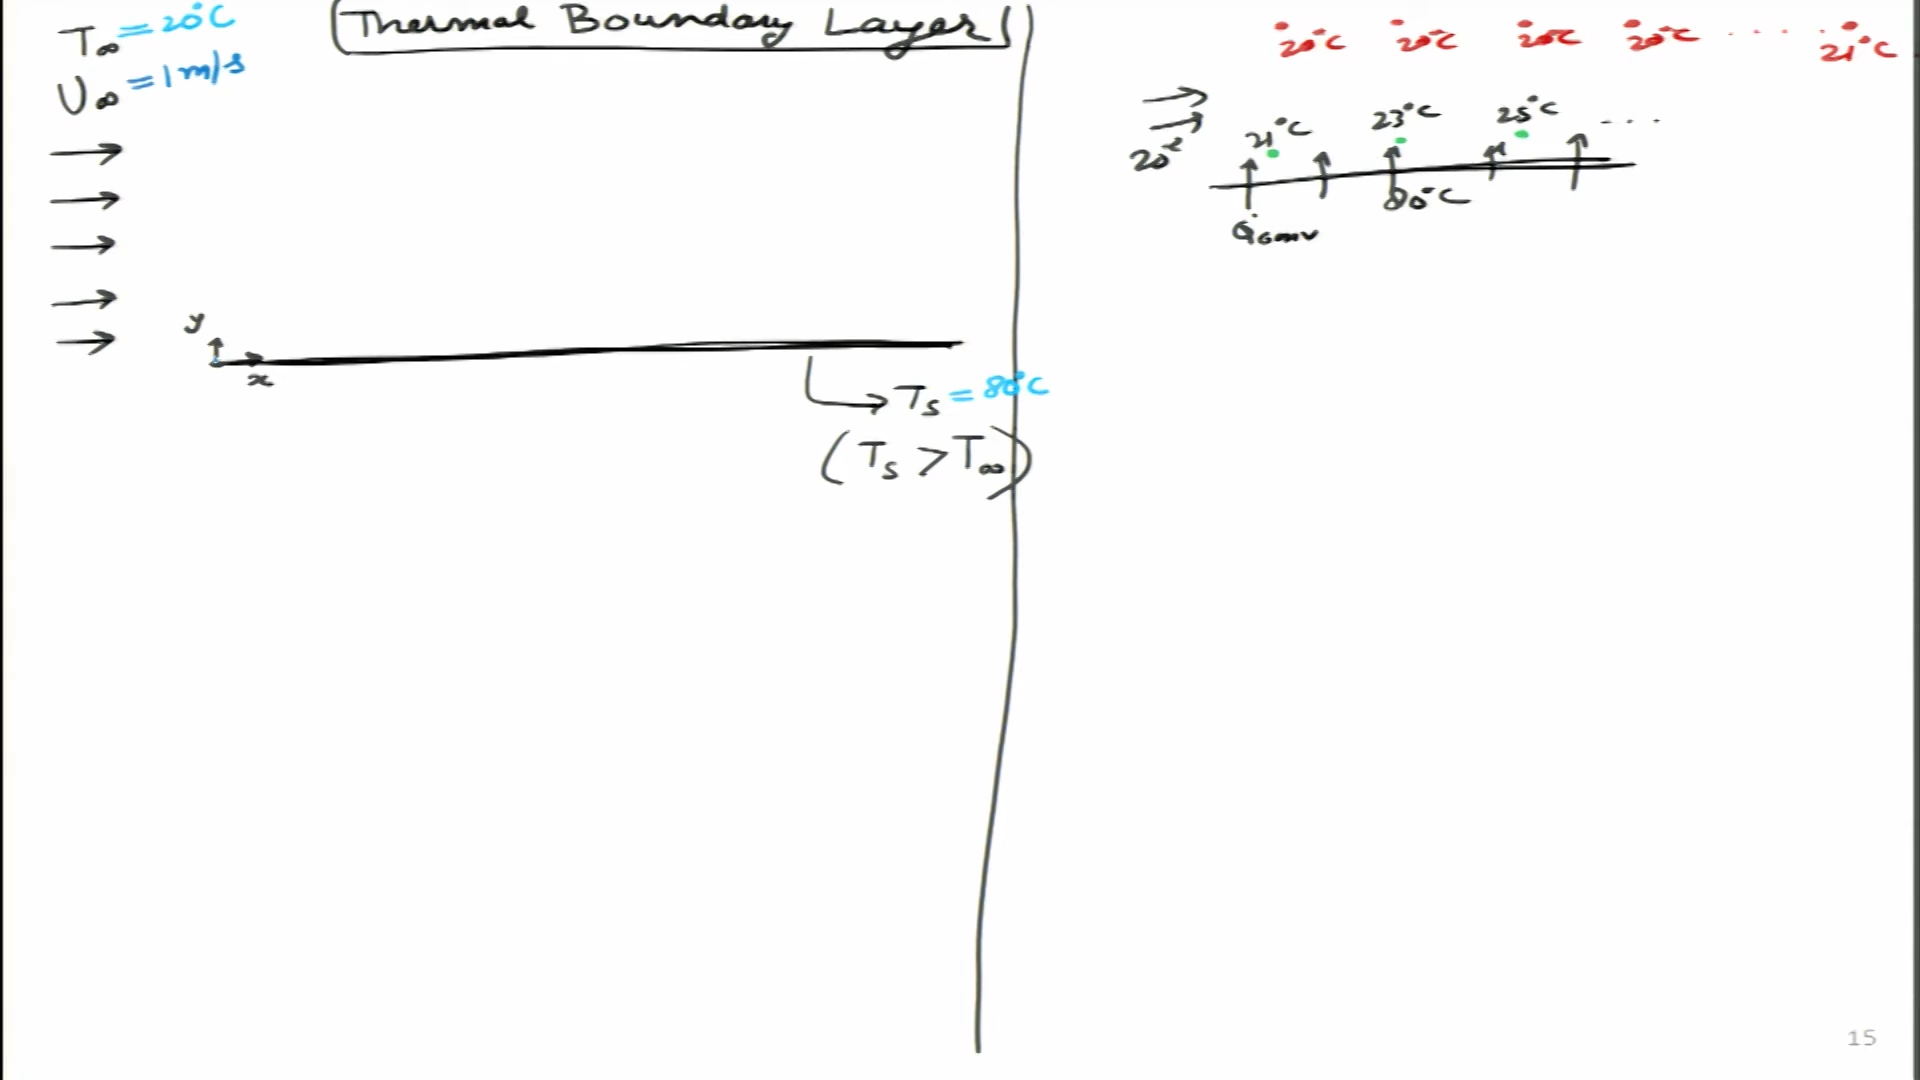 Thermal Boundary Layer
T∞ = 20°C
U∞ = 1 m/s
y
x
Ts = 80°C
(Ts > T∞)
20°C 20°C 20°C 20°C ..... 21°C
21°C 23°C 25°C ...
20°C
80°C
Q̇conv
15